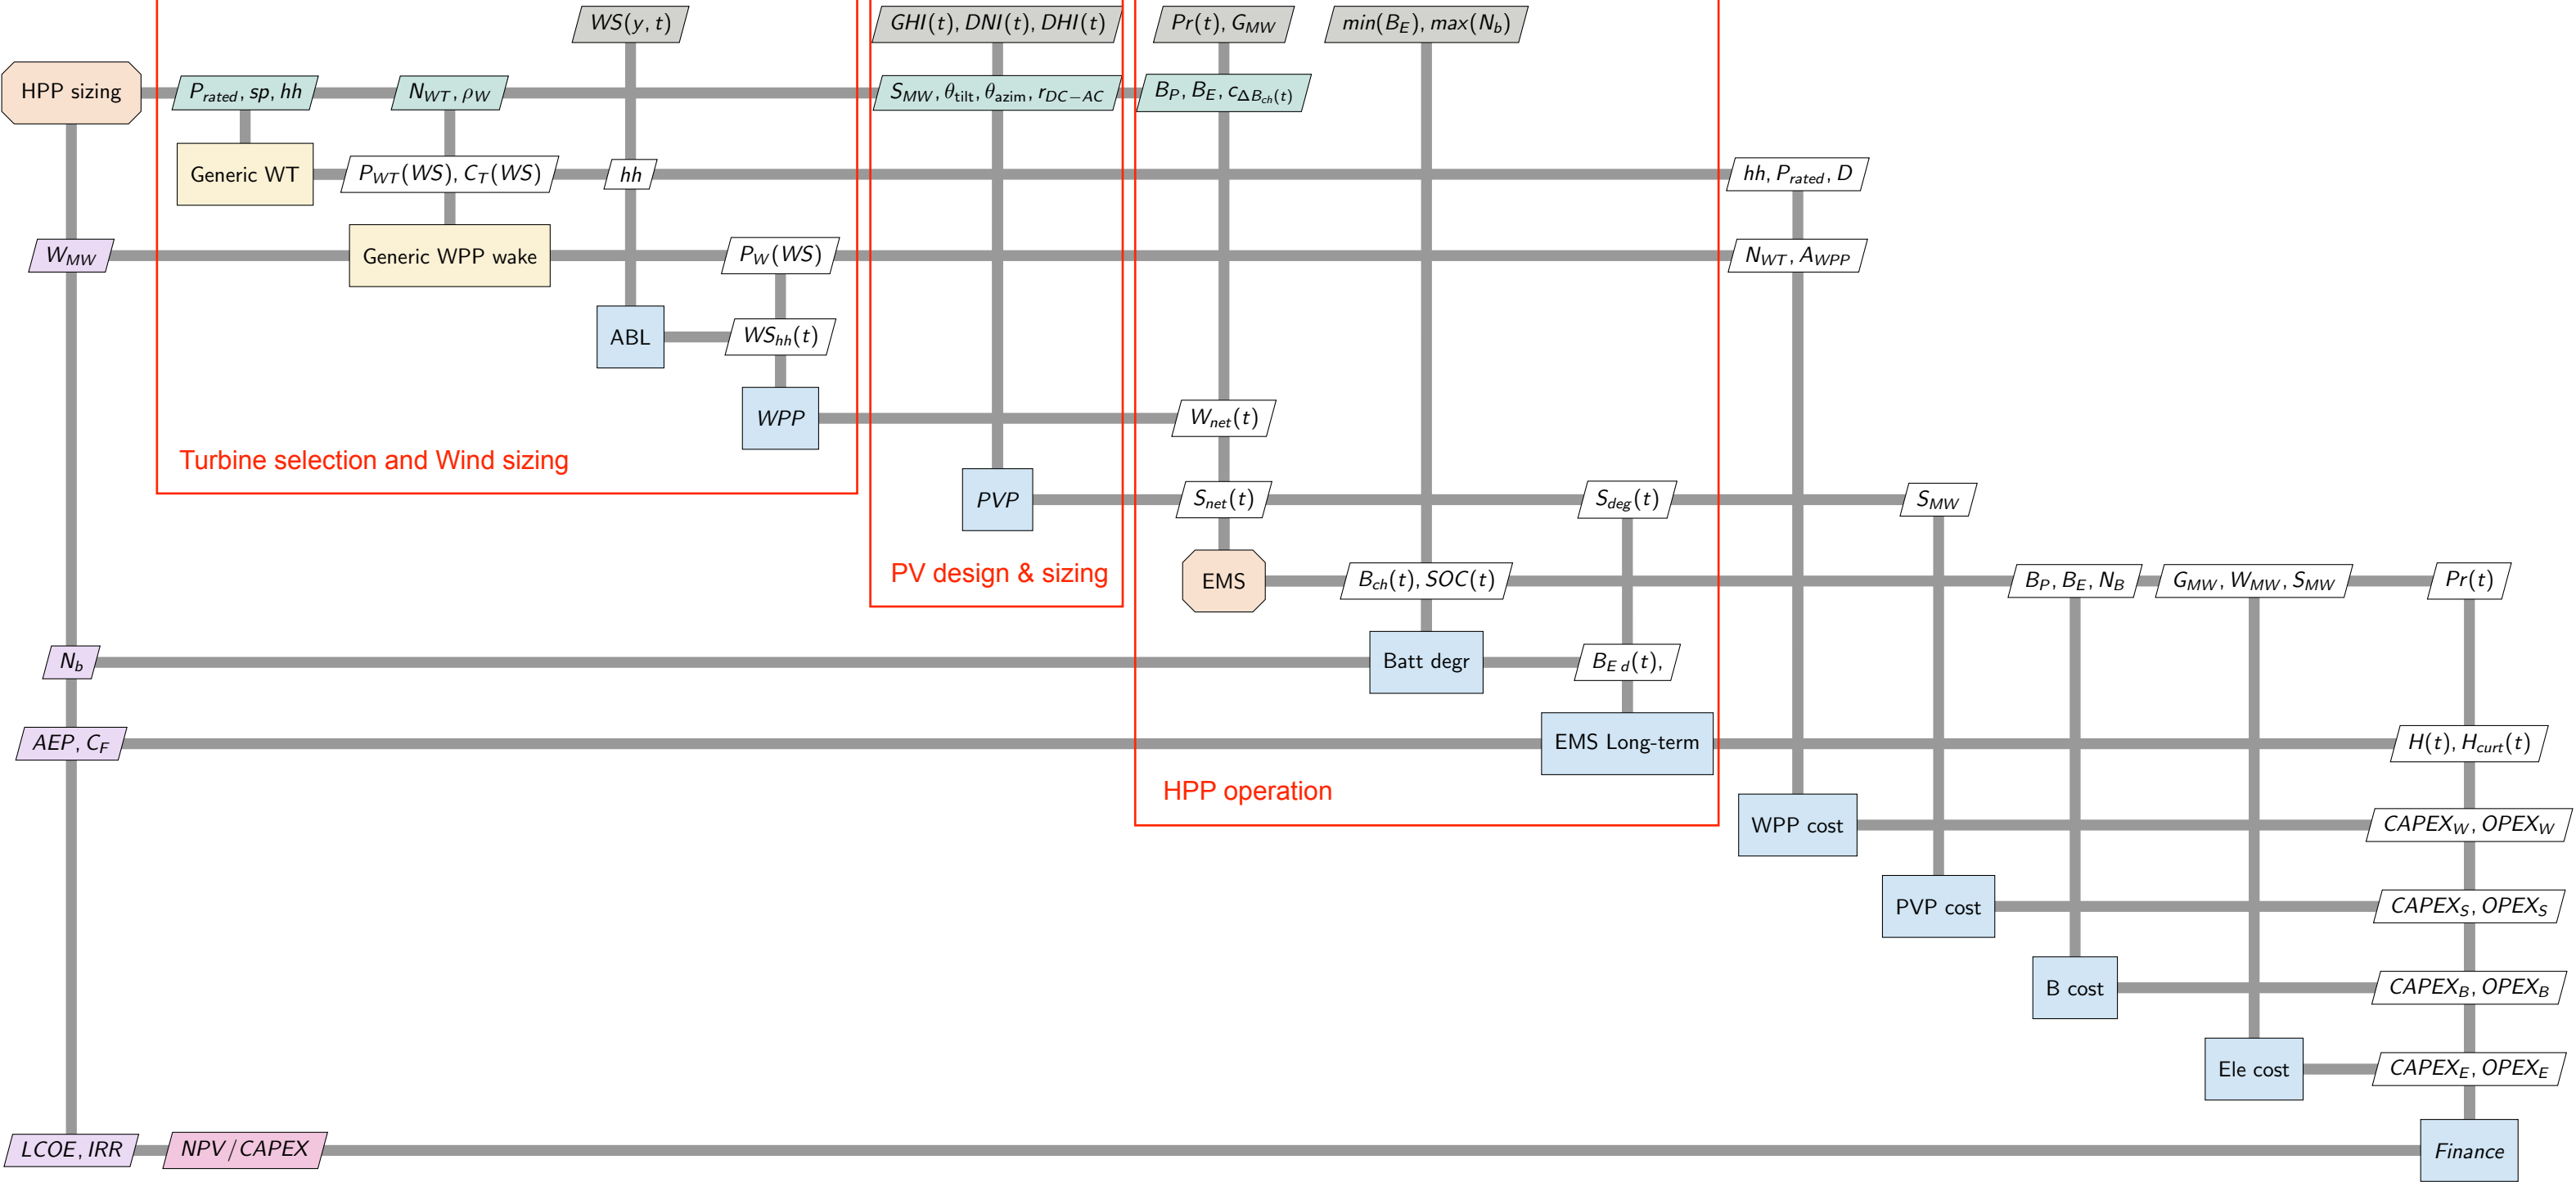 WS(y, t)
GHI(t), DNI(t), DHI(t)
Pr(t), G_MW
min(B_E), max(N_b)
HPP sizing
P_rated, sp, hh
N_WT, ρ_W
S_MW, θ_tilt, θ_azim, r_DC−AC
B_P, B_E, c_ΔB_ch(t)
Generic WT
P_WT(WS), C_T(WS)
hh
hh, P_rated, D
W_MW
Generic WPP wake
P_W(WS)
N_WT, A_WPP
ABL
WS_hh(t)
WPP
W_net(t)
Turbine selection and Wind sizing
PVP
S_net(t)
S_deg(t)
S_MW
PV design & sizing
EMS
B_ch(t), SOC(t)
B_P, B_E, N_B
G_MW, W_MW, S_MW
Pr(t)
N_b
Batt degr
B_E d(t),
AEP, C_F
EMS Long-term
H(t), H_curt(t)
HPP operation
WPP cost
CAPEX_W, OPEX_W
PVP cost
CAPEX_S, OPEX_S
B cost
CAPEX_B, OPEX_B
Ele cost
CAPEX_E, OPEX_E
LCOE, IRR
NPV/CAPEX
Finance